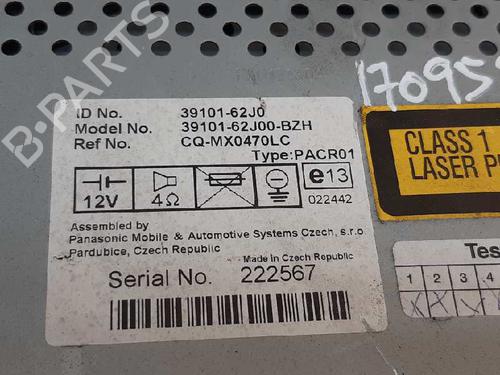 B-PARTS
ID No. 39101-62J0
Model No. 39101-62J00-BZH
Ref No. CQ-MX0470LC
Type:PACR01
12V 4Ω e13
022442
Assembled by
Panasonic Mobile & Automotive Systems Czech, s.r.o
Pardubice, Czech Republic
Made in Czech Republic
Serial No. 222567
CLASS 1
LASER P
Tes
1 2 3 4